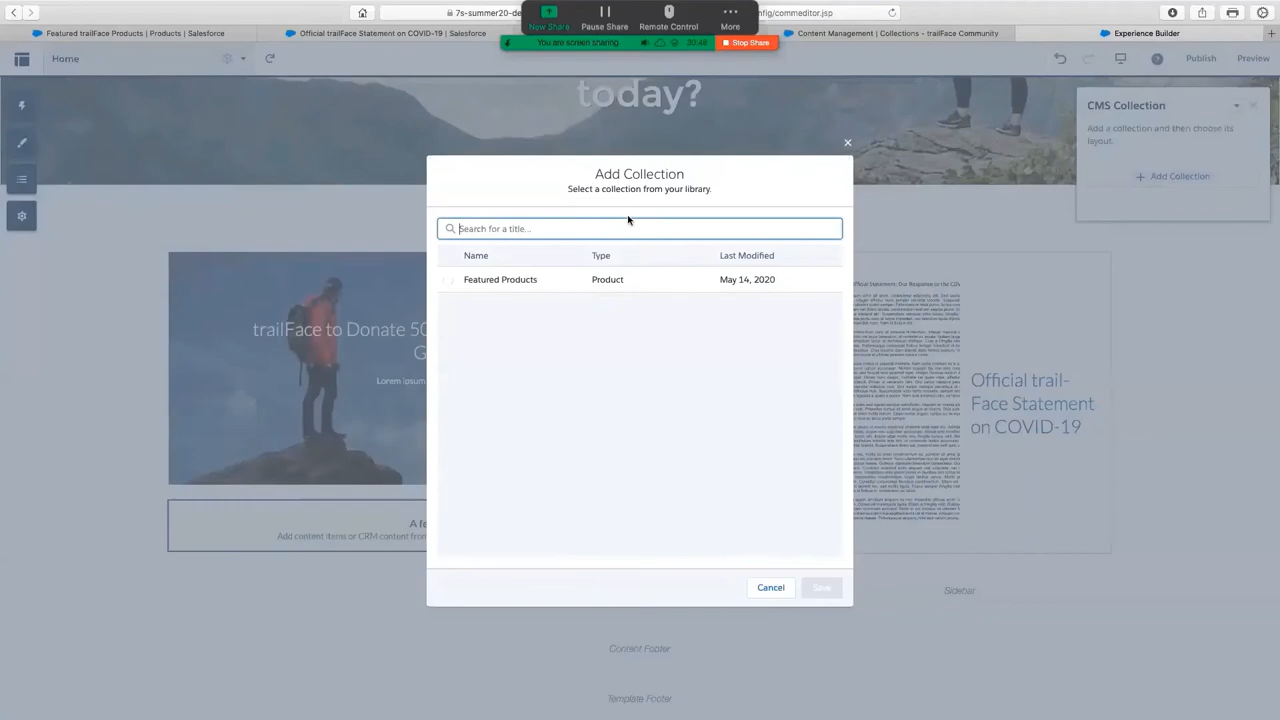 7s-summer20-de
nfig/commeditor.jsp
New Share
Pause Share
Remote Control
More
You are screen sharing
30:48
Stop Share
Featured trailFace Products | Products | Salesforce
Official trailFace Statement on COVID-19 | Salesforce
Content Management | Collections - trailFace Community
Experience Builder
Home
Publish
Preview
today?
CMS Collection
Add a collection and then choose its
layout.
Add Collection
Add Collection
Select a collection from your library.
Search for a title...
Name
Type
Last Modified
Featured Products
Product
May 14, 2020
trailFace to Donate 50
G
Lorem ipsum
Official trail-
Face Statement
on COVID-19
A fe
Add content items or CRM content from
Cancel
Save
Sidebar
Content Footer
Template Footer